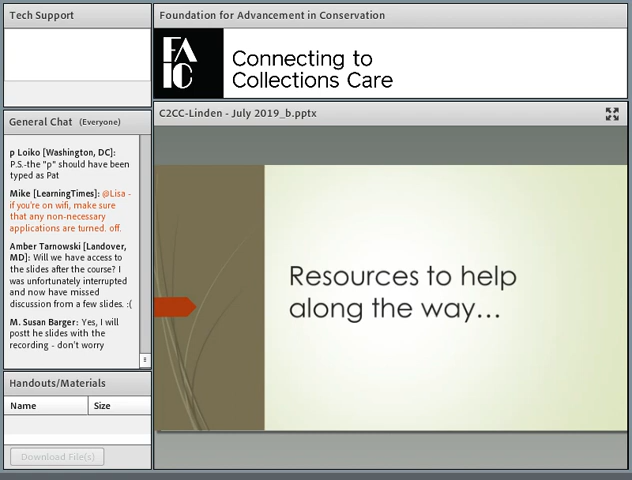 Tech Support
Foundation for Advancement in Conservation
FA
IC
Connecting to
Collections Care
General Chat (Everyone)
p Loiko [Washington, DC]:
P.S.-the "p" should have been
typed as Pat
Mike [LearningTimes]: @Lisa -
if you're on wifi, make sure
that any non-necessary
applications are turned. off.
Amber Tarnowski [Landover,
MD]: Will we have access to
the slides after the course? I
was unfortunately interrupted
and now have missed
discussion from a few slides. :(
M. Susan Barger: Yes, I will
postt he slides with the
recording - don't worry
C2CC-Linden - July 2019_b.pptx
Resources to help
along the way...
Handouts/Materials
Name Size
Download File(s)